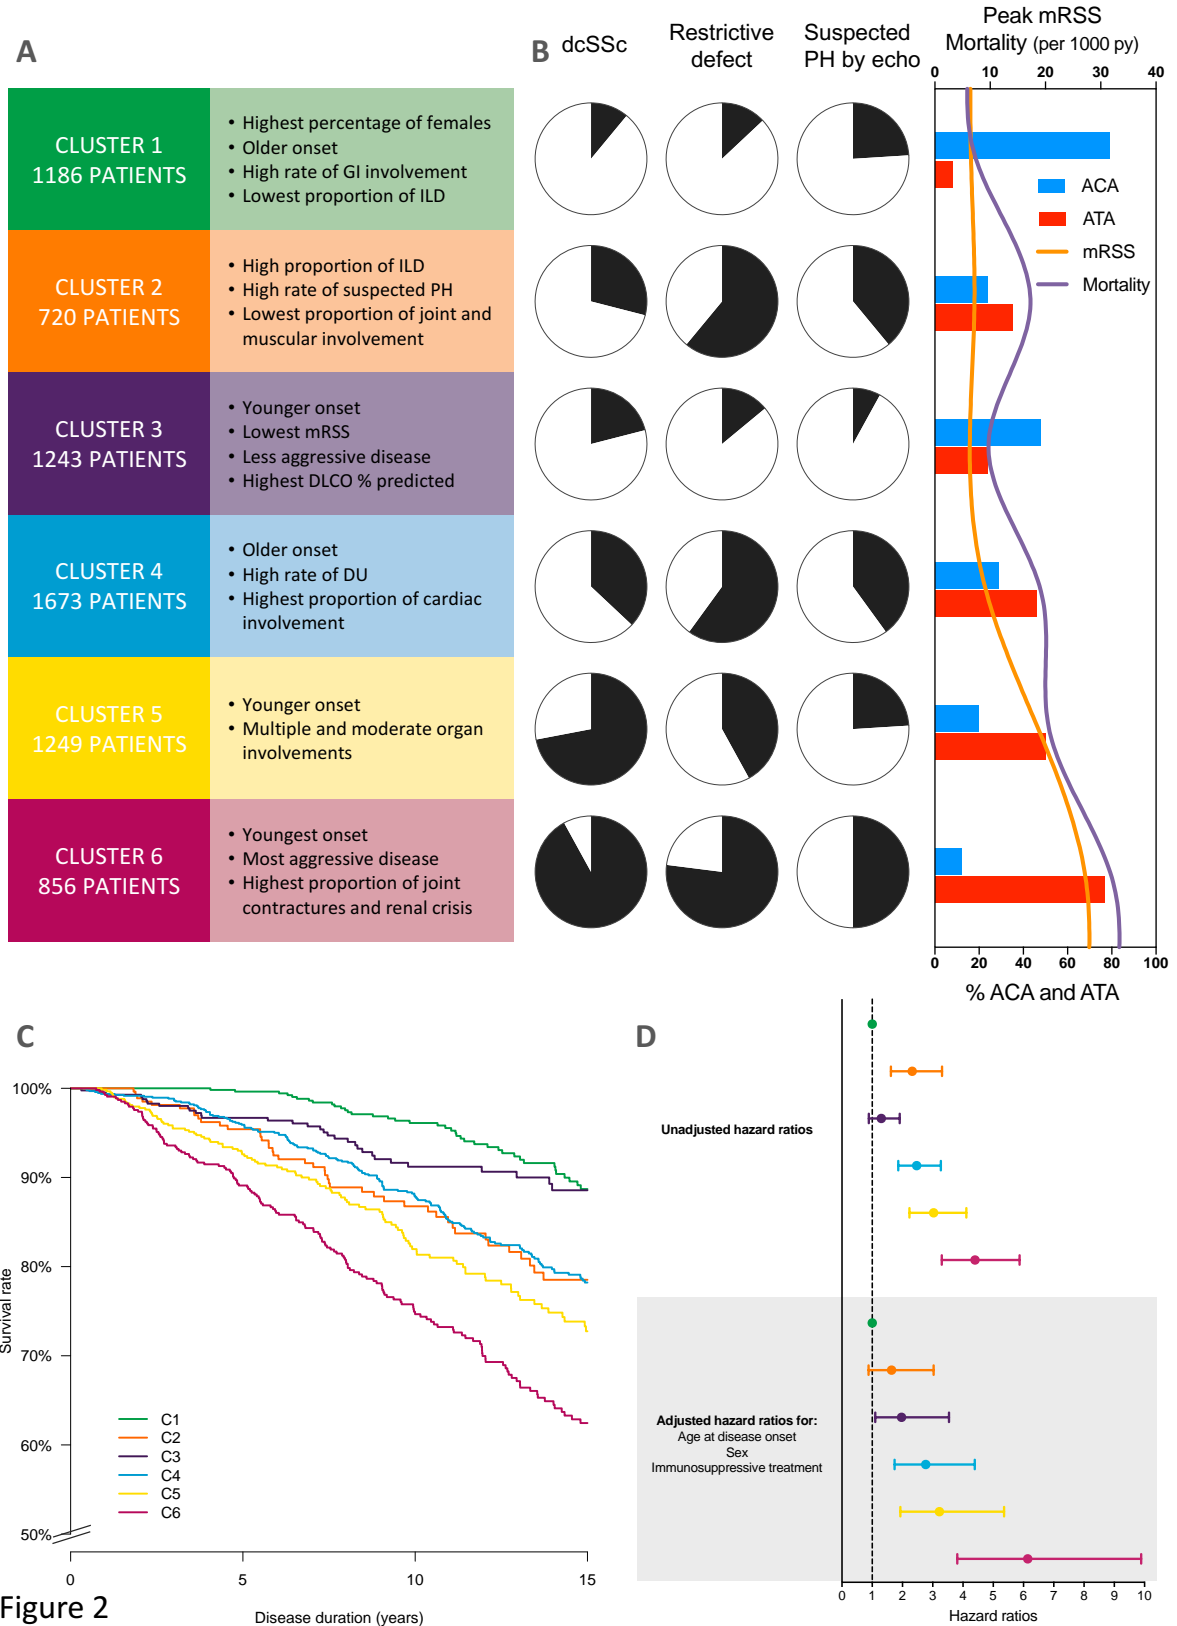 A
CLUSTER 1
1186 PATIENTS
• Highest percentage of females
• Older onset
• High rate of GI involvement
• Lowest proportion of ILD
CLUSTER 2
720 PATIENTS
• High proportion of ILD
• High rate of suspected PH
• Lowest proportion of joint and
muscular involvement
CLUSTER 3
1243 PATIENTS
• Younger onset
• Lowest mRSS
• Less aggressive disease
• Highest DLCO % predicted
CLUSTER 4
1673 PATIENTS
• Older onset
• High rate of DU
• Highest proportion of cardiac
involvement
CLUSTER 5
1249 PATIENTS
• Younger onset
• Multiple and moderate organ
involvements
CLUSTER 6
856 PATIENTS
• Youngest onset
• Most aggressive disease
• Highest proportion of joint
contractures and renal crisis
B
dcSSc
Restrictive
defect
Suspected
PH by echo
Peak mRSS
Mortality (per 1000 py)
0 10 20 30 40
ACA
ATA
mRSS
Mortality
0 20 40 60 80 100
% ACA and ATA
C
100%
90%
80%
70%
60%
50%
Survival rate
C1
C2
C3
C4
C5
C6
0 5 10 15
Disease duration (years)
D
Unadjusted hazard ratios
Adjusted hazard ratios for:
Age at disease onset
Sex
Immunosuppressive treatment
0 1 2 3 4 5 6 7 8 9 10
Hazard ratios
Figure 2